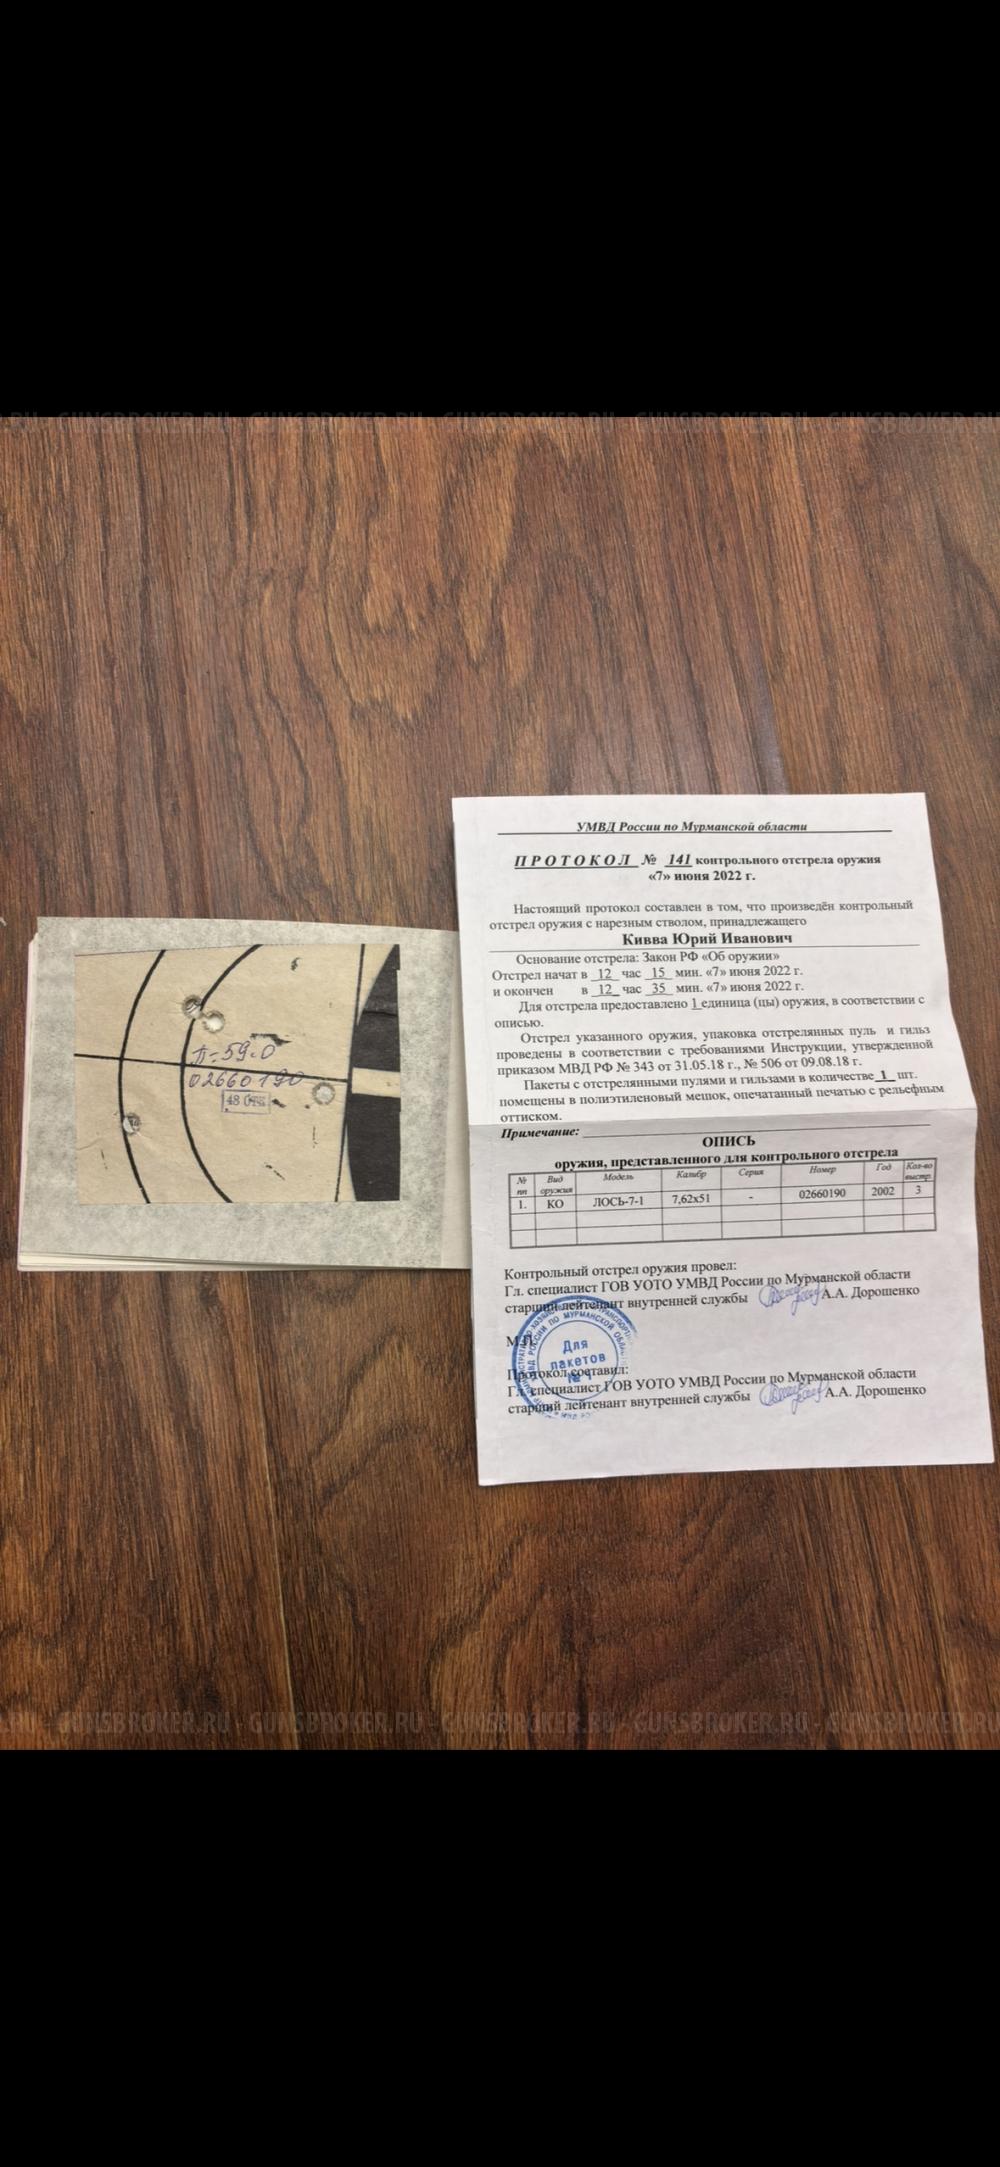 GUNSBROKER.RU - GUNSBROKER.RU - GUNSBROKER.RU - GUNSBROKER.RU - GUNSBROKER.RU
П-59.0
02660190
48 ОТК
УМВД России по Мурманской области
ПРОТОКОЛ № 141 контрольного отстрела оружия
«7» июня 2022 г.
Настоящий протокол составлен в том, что произведён контрольный
отстрел оружия с нарезным стволом, принадлежащего
Кивва Юрий Иванович
Основание отстрела: Закон РФ «Об оружии»
Отстрел начат в 12 час 15 мин. «7» июня 2022 г.
и окончен в 12 час 35 мин. «7» июня 2022 г.
Для отстрела предоставлено 1 единица (цы) оружия, в соответствии с
описью.
Отстрел указанного оружия, упаковка отстрелянных пуль и гильз
проведены в соответствии с требованиями Инструкции, утвержденной
приказом МВД РФ № 343 от 31.05.18 г., № 506 от 09.08.18 г.
Пакеты с отстрелянными пулями и гильзами в количестве 1 шт.
помещены в полиэтиленовый мешок, опечатанный печатью с рельефным
оттиском.
Примечание:
ОПИСЬ
оружия, представленного для контрольного отстрела
№ пп Вид оружия Модель Калибр Серия Номер Год Кол-во выстр.
1. КО ЛОСЬ-7-1 7,62х51 - 02660190 2002 3
Контрольный отстрел оружия провел:
Гл. специалист ГОВ УОТО УМВД России по Мурманской области
старший лейтенант внутренней службы А.А. Дорошенко
М.П.
Для
пакетов
№ 1
Протокол составил:
Гл. специалист ГОВ УОТО УМВД России по Мурманской области
старший лейтенант внутренней службы А.А. Дорошенко
GUNSBROKER.RU - GUNSBROKER.RU - GUNSBROKER.RU - GUNSBROKER.RU - GUNSBROKER.RU